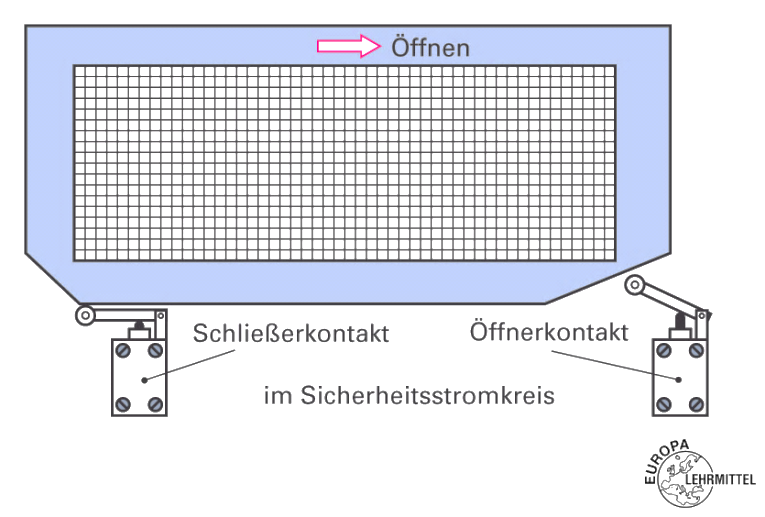 Öffnen
Schließerkontakt
Öffnerkontakt
im Sicherheitsstromkreis
EUROPA
LEHRMITTEL